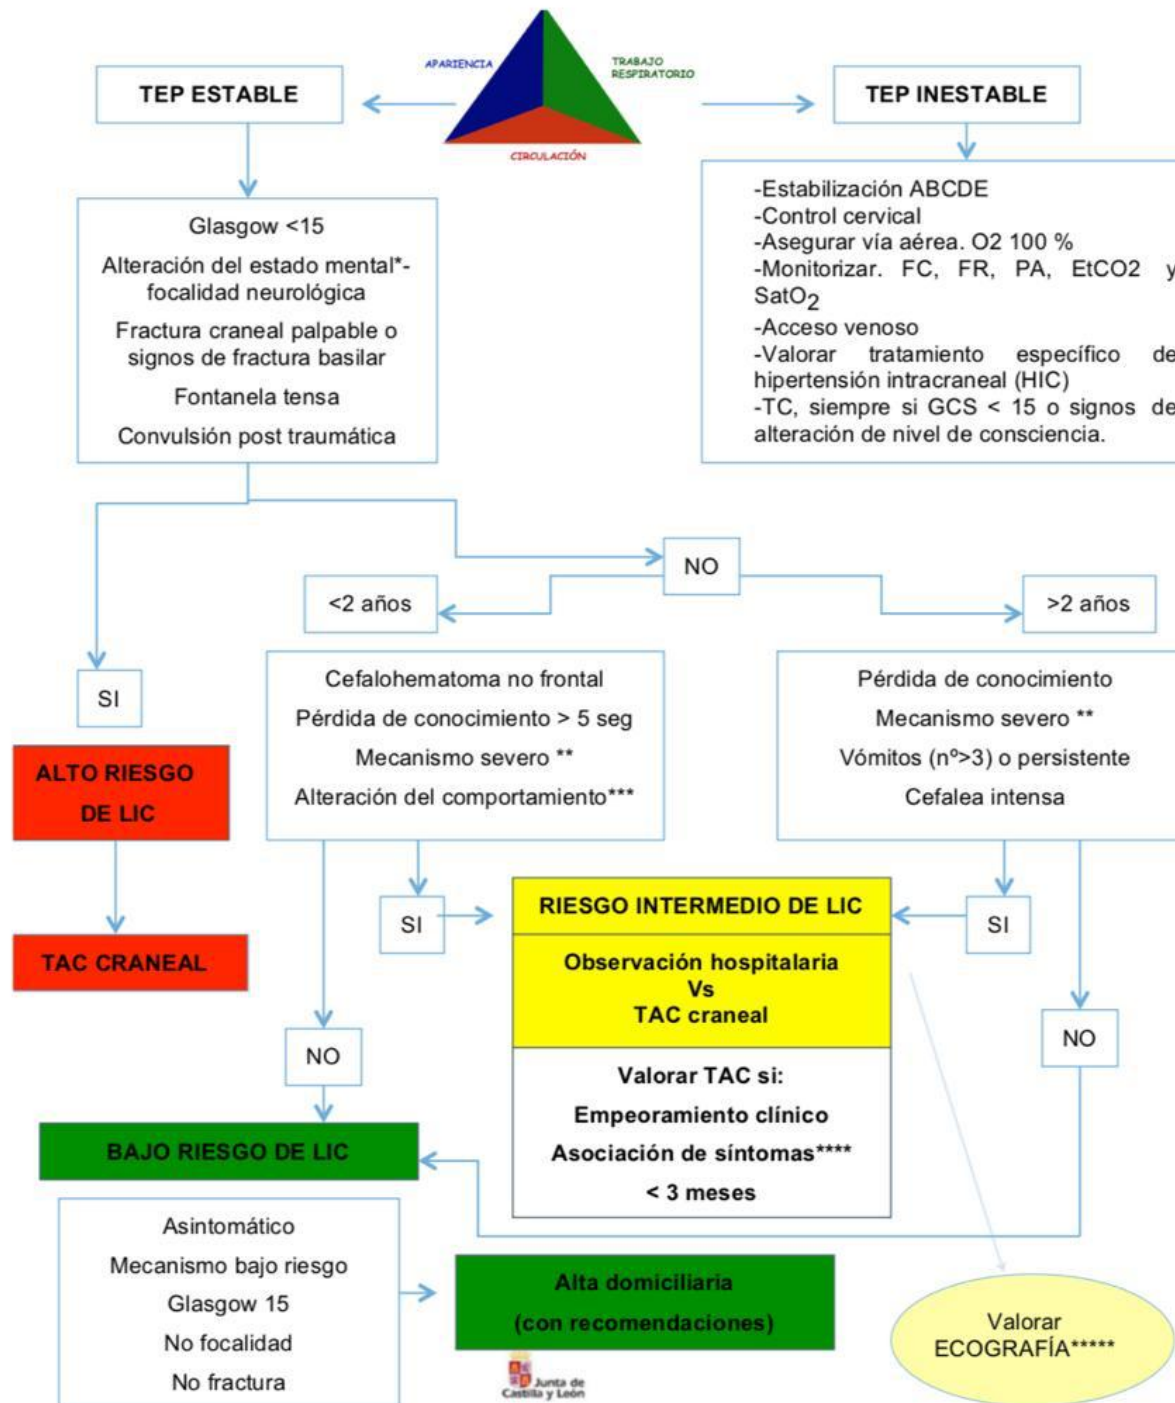 APARIENCIA
TRABAJO
RESPIRATORIO
CIRCULACIÓN
TEP ESTABLE
TEP INESTABLE
Glasgow <15
Alteración del estado mental*-
focalidad neurológica
Fractura craneal palpable o
signos de fractura basilar
Fontanela tensa
Convulsión post traumática
-Estabilización ABCDE
-Control cervical
-Asegurar vía aérea. O2 100 %
-Monitorizar. FC, FR, PA, EtCO2 y
SatO2
-Acceso venoso
-Valorar tratamiento específico de
hipertensión intracraneal (HIC)
-TC, siempre si GCS < 15 o signos de
alteración de nivel de consciencia.
NO
<2 años
>2 años
SI
ALTO RIESGO
DE LIC
TAC CRANEAL
Cefalohematoma no frontal
Pérdida de conocimiento > 5 seg
Mecanismo severo **
Alteración del comportamiento***
Pérdida de conocimiento
Mecanismo severo **
Vómitos (nº>3) o persistente
Cefalea intensa
SI
RIESGO INTERMEDIO DE LIC
Observación hospitalaria
Vs
TAC craneal
Valorar TAC si:
Empeoramiento clínico
Asociación de síntomas****
< 3 meses
SI
NO
NO
BAJO RIESGO DE LIC
Asintomático
Mecanismo bajo riesgo
Glasgow 15
No focalidad
No fractura
Alta domiciliaria
(con recomendaciones)
Valorar
ECOGRAFÍA*****
Junta de
Castilla y León